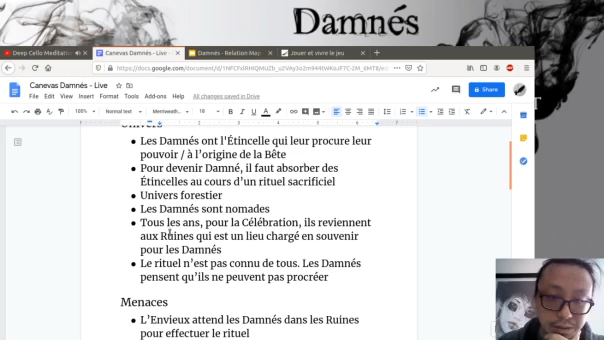 Damnés
Deep Cello Meditation
Canevas Damnés - Live
Damnés - Relation Map
Jouer et vivre le jeu
Canevas Damnés - Live
File Edit View Insert Format Tools Add-ons Help All changes saved in Drive
Share
100% Normal text Merriweath... 18
Univers
Les Damnés ont l'Étincelle qui leur procure leur
pouvoir / à l'origine de la Bête
Pour devenir Damné, il faut absorber des
Étincelles au cours d'un rituel sacrificiel
Univers forestier
Les Damnés sont nomades
Tous les ans, pour la Célébration, ils reviennent
aux Ruines qui est un lieu chargé en souvenir
pour les Damnés
Le rituel n'est pas connu de tous. Les Damnés
pensent qu'ils ne peuvent pas procréer
Menaces
L'Envieux attend les Damnés dans les Ruines
pour effectuer le rituel